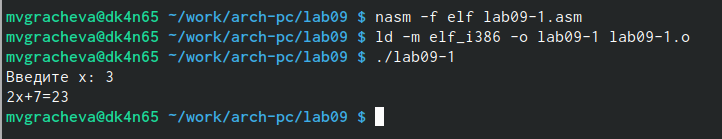 mvgracheva@dk4n65 ~/work/arch-pc/lab09 $ nasm -f elf lab09-1.asm
mvgracheva@dk4n65 ~/work/arch-pc/lab09 $ ld -m elf_i386 -o lab09-1 lab09-1.o
mvgracheva@dk4n65 ~/work/arch-pc/lab09 $ ./lab09-1
Введите x: 3
2x+7=23
mvgracheva@dk4n65 ~/work/arch-pc/lab09 $